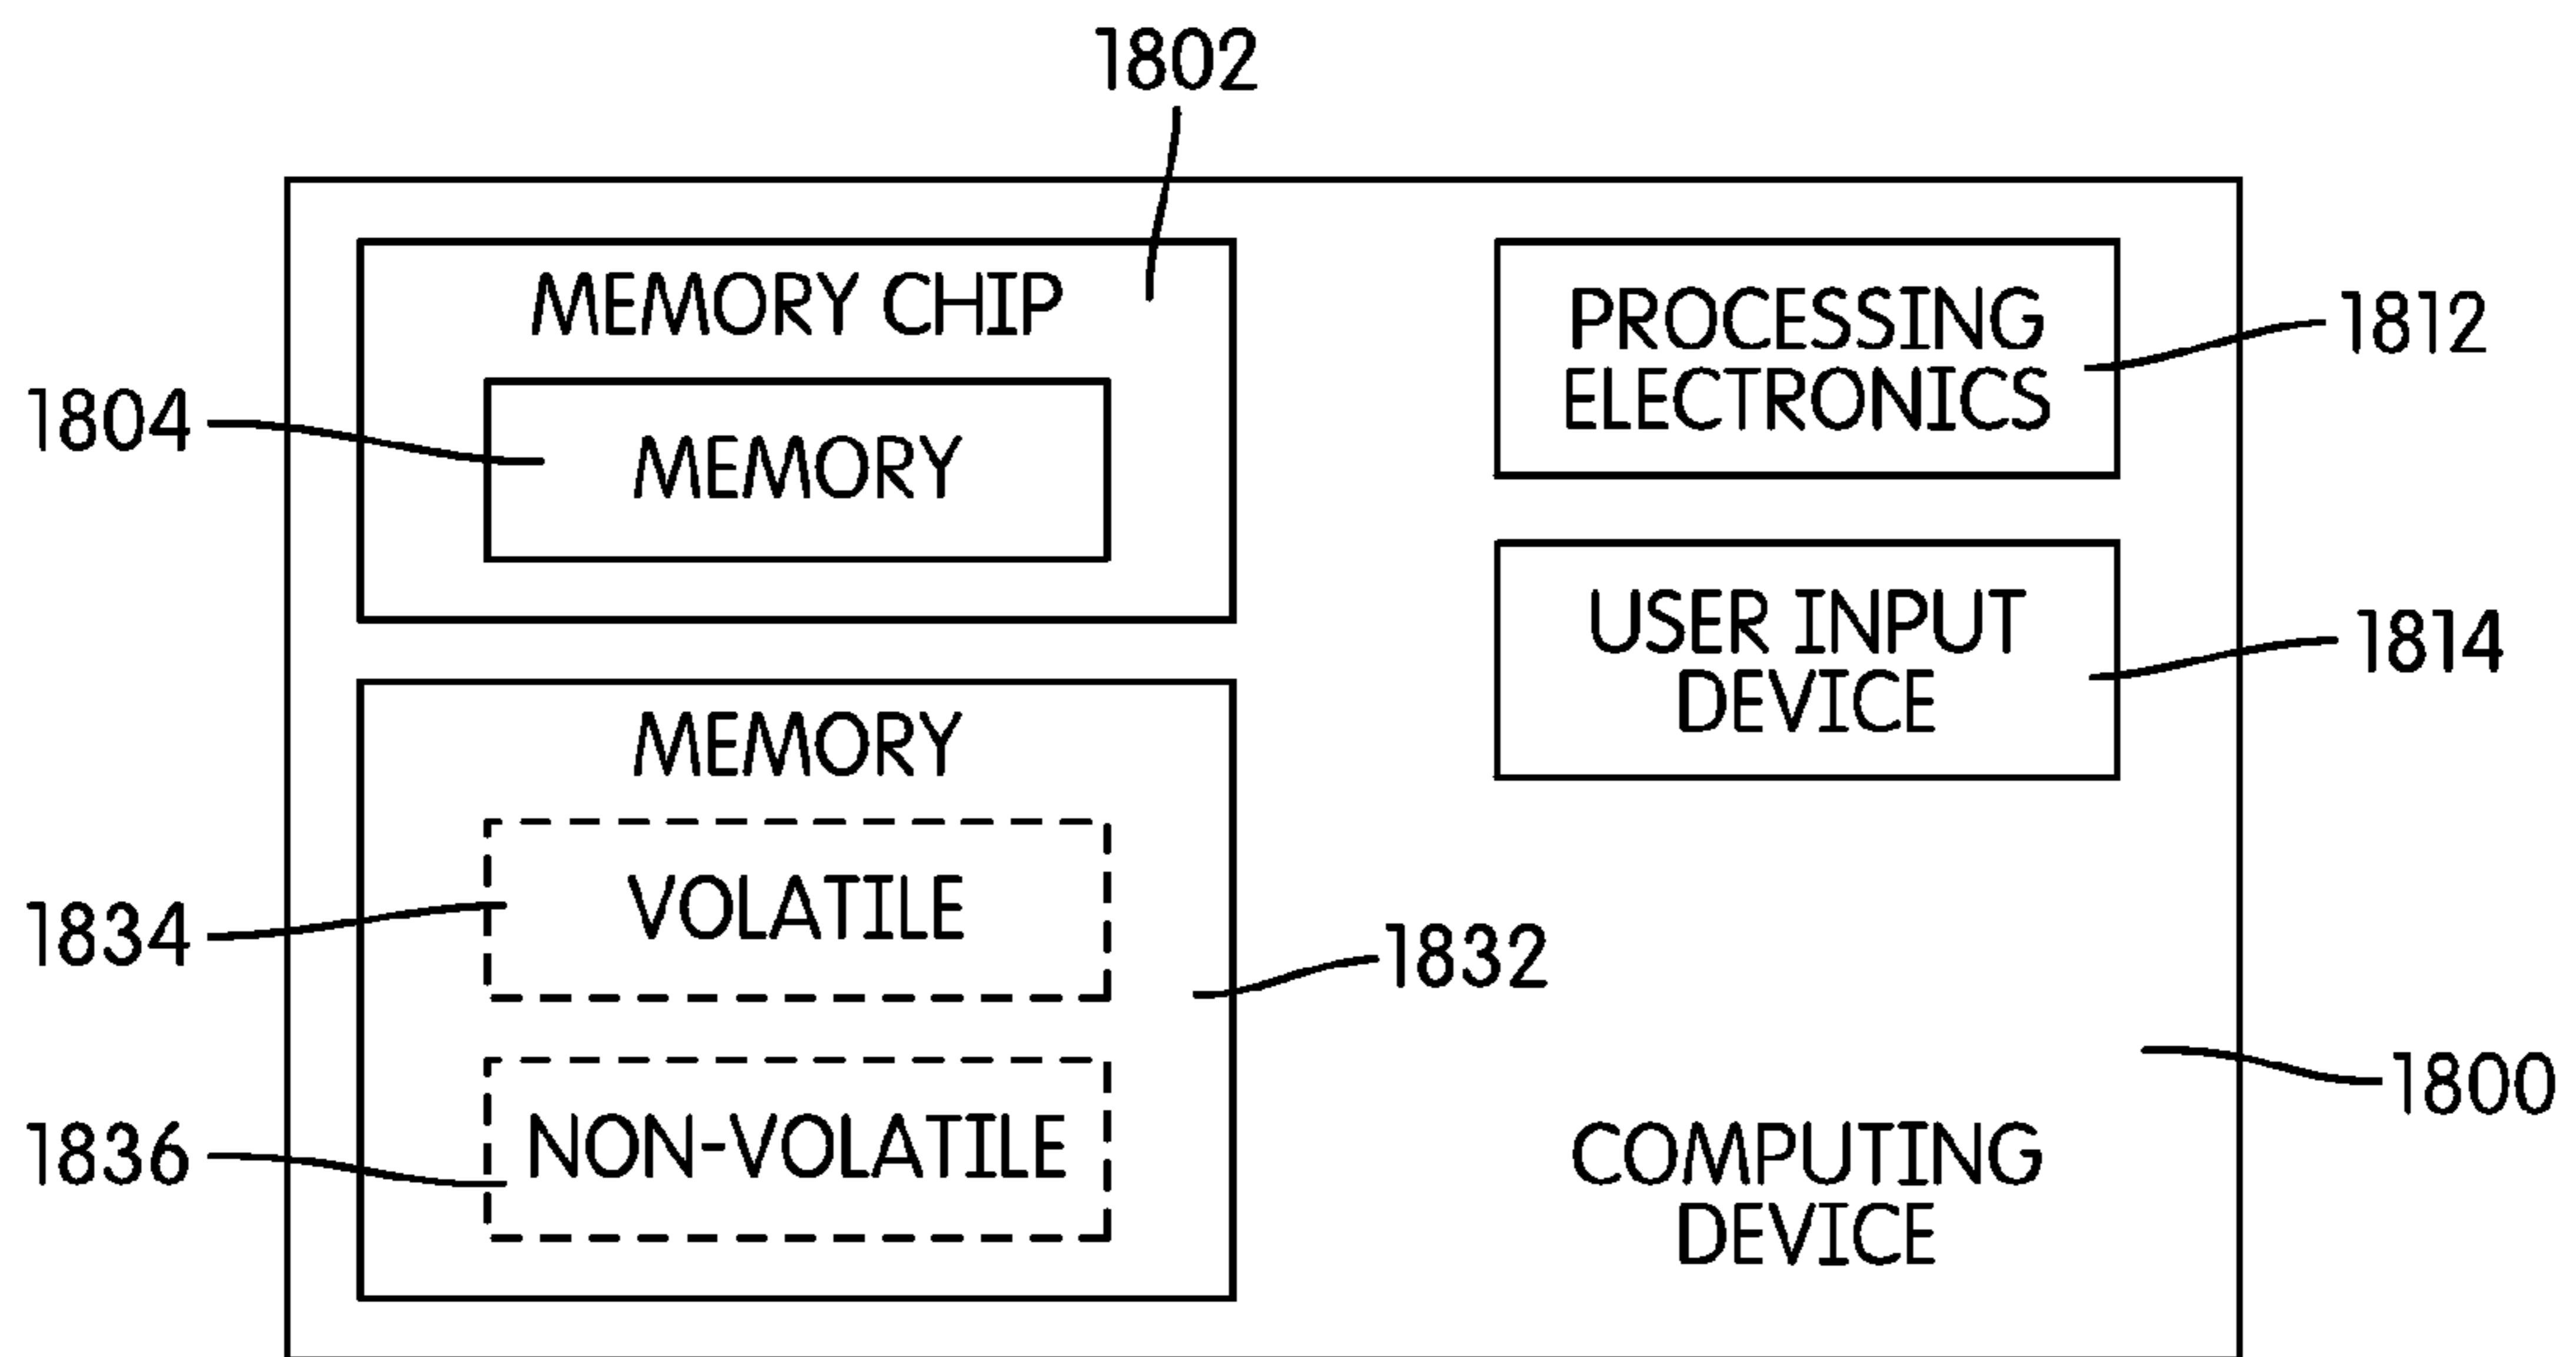 1802
MEMORY CHIP
PROCESSING
ELECTRONICS
1812
1804
MEMORY
USER INPUT
DEVICE
1814
MEMORY
VOLATILE
1834
1832
NON-VOLATILE
1836
1800
COMPUTING
DEVICE